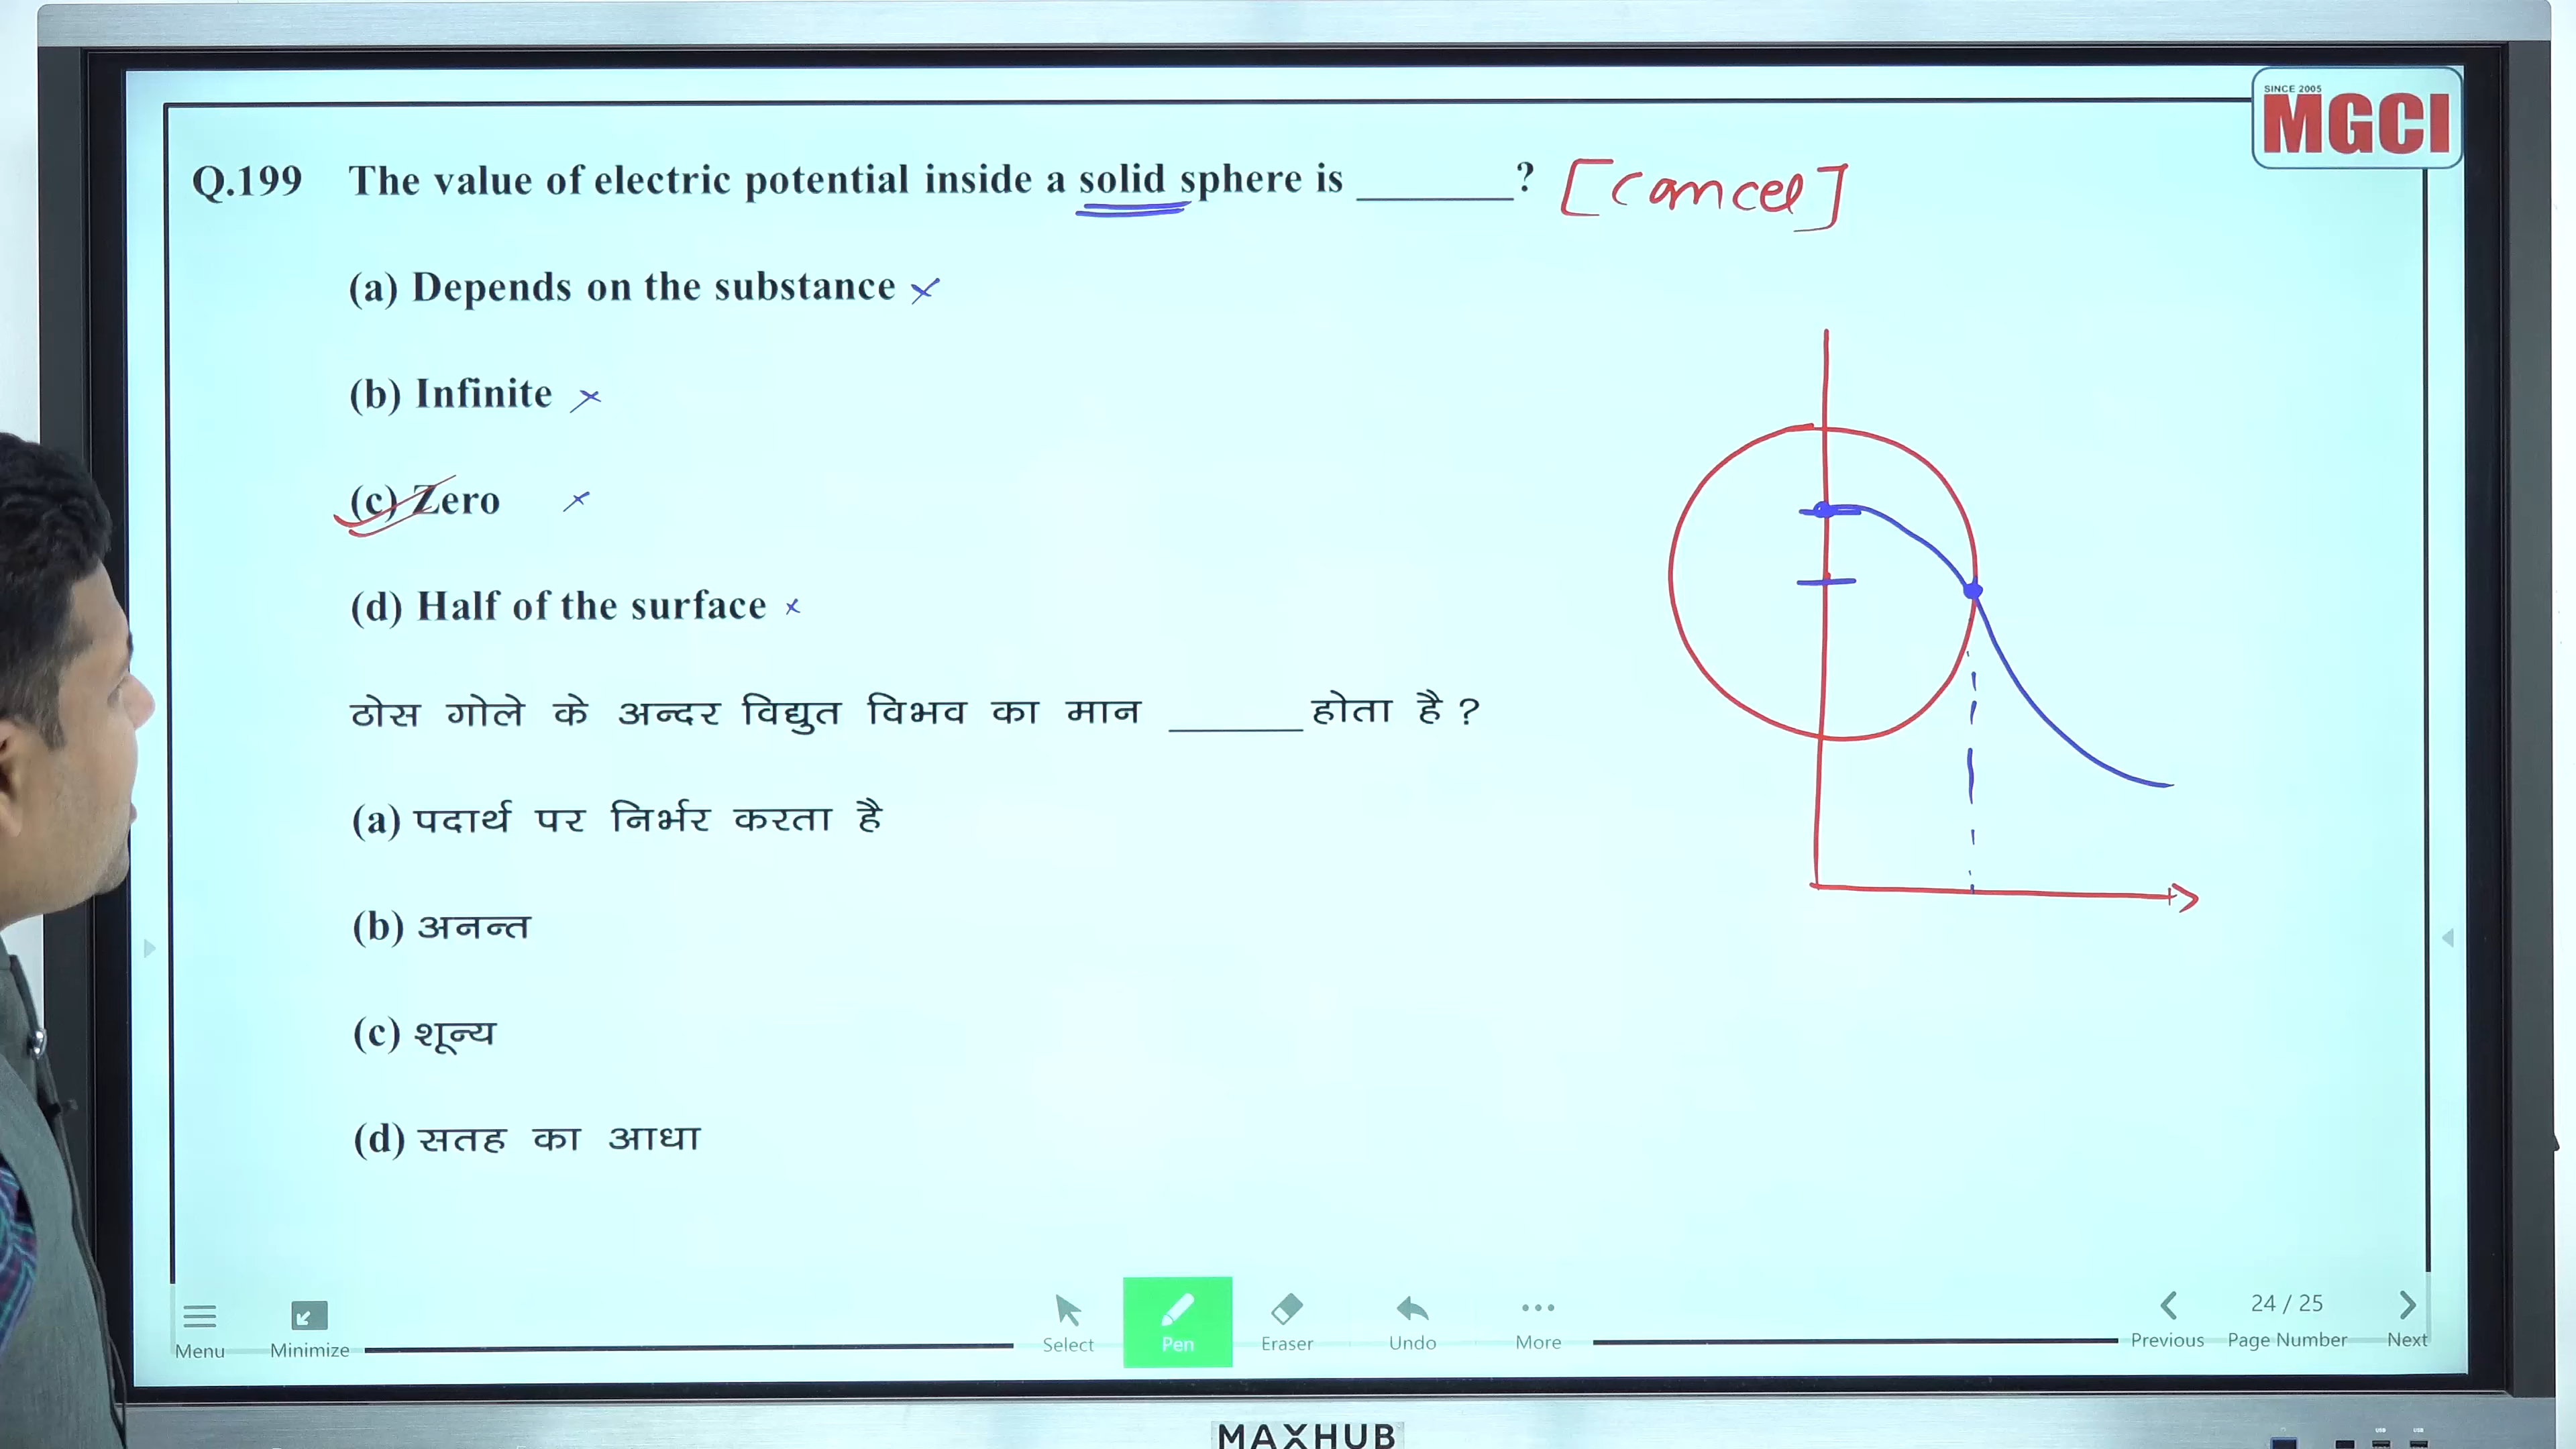 SINCE 2005
MGCI
Q.199 The value of electric potential inside a solid sphere is ________? [Cancel]
(a) Depends on the substance ×
(b) Infinite ×
(c) Zero ×
(d) Half of the surface ×
ठोस गोले के अन्दर विद्युत विभव का मान ______ होता है ?
(a) पदार्थ पर निर्भर करता है
(b) अनन्त
(c) शून्य
(d) सतह का आधा
Menu Minimize Select Pen Eraser Undo More Previous 24 / 25 Page Number Next
MAXHUB